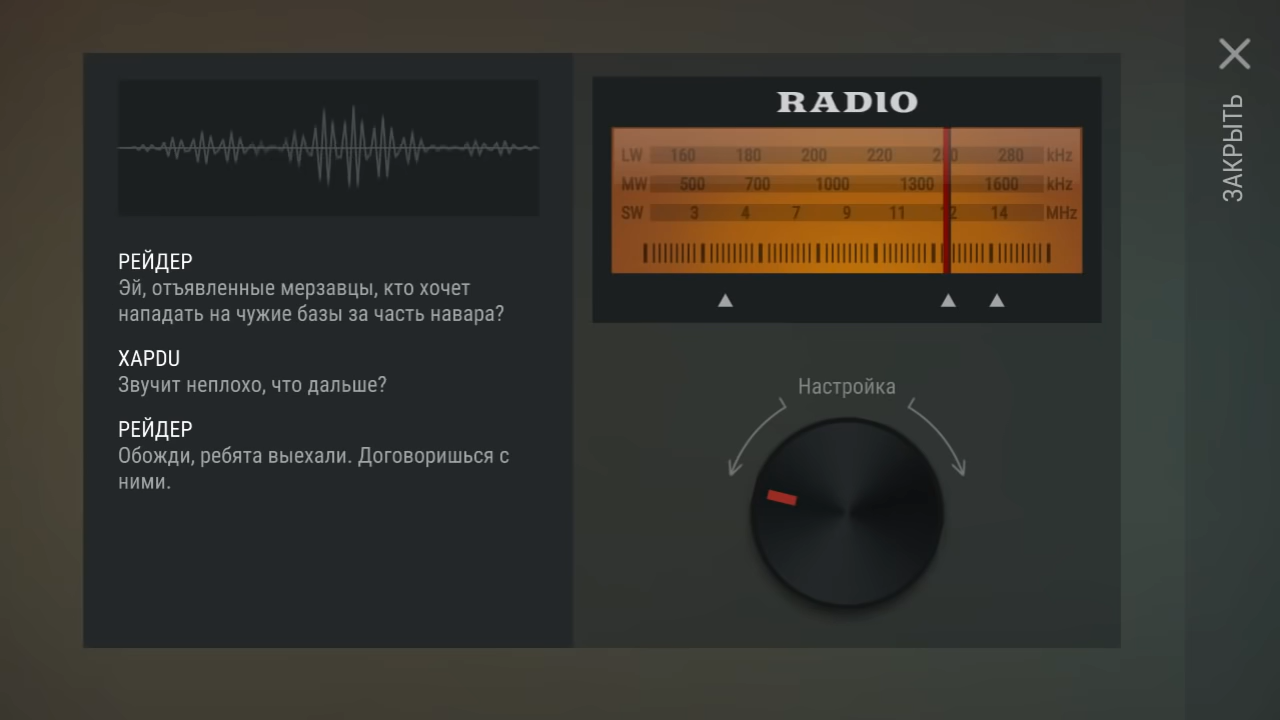 РЕЙДЕР
Эй, отъявленные мерзавцы, кто хочет
нападать на чужие базы за часть навара?
XAPDU
Звучит неплохо, что дальше?
РЕЙДЕР
Обожди, ребята выехали. Договоришься с
ними.
RADIO
LW 160 180 200 220 280 kHz
MW 500 700 1000 1300 1600 kHz
SW 3 4 7 9 11 12 14 MHz
Настройка
ЗАКРЫТЬ